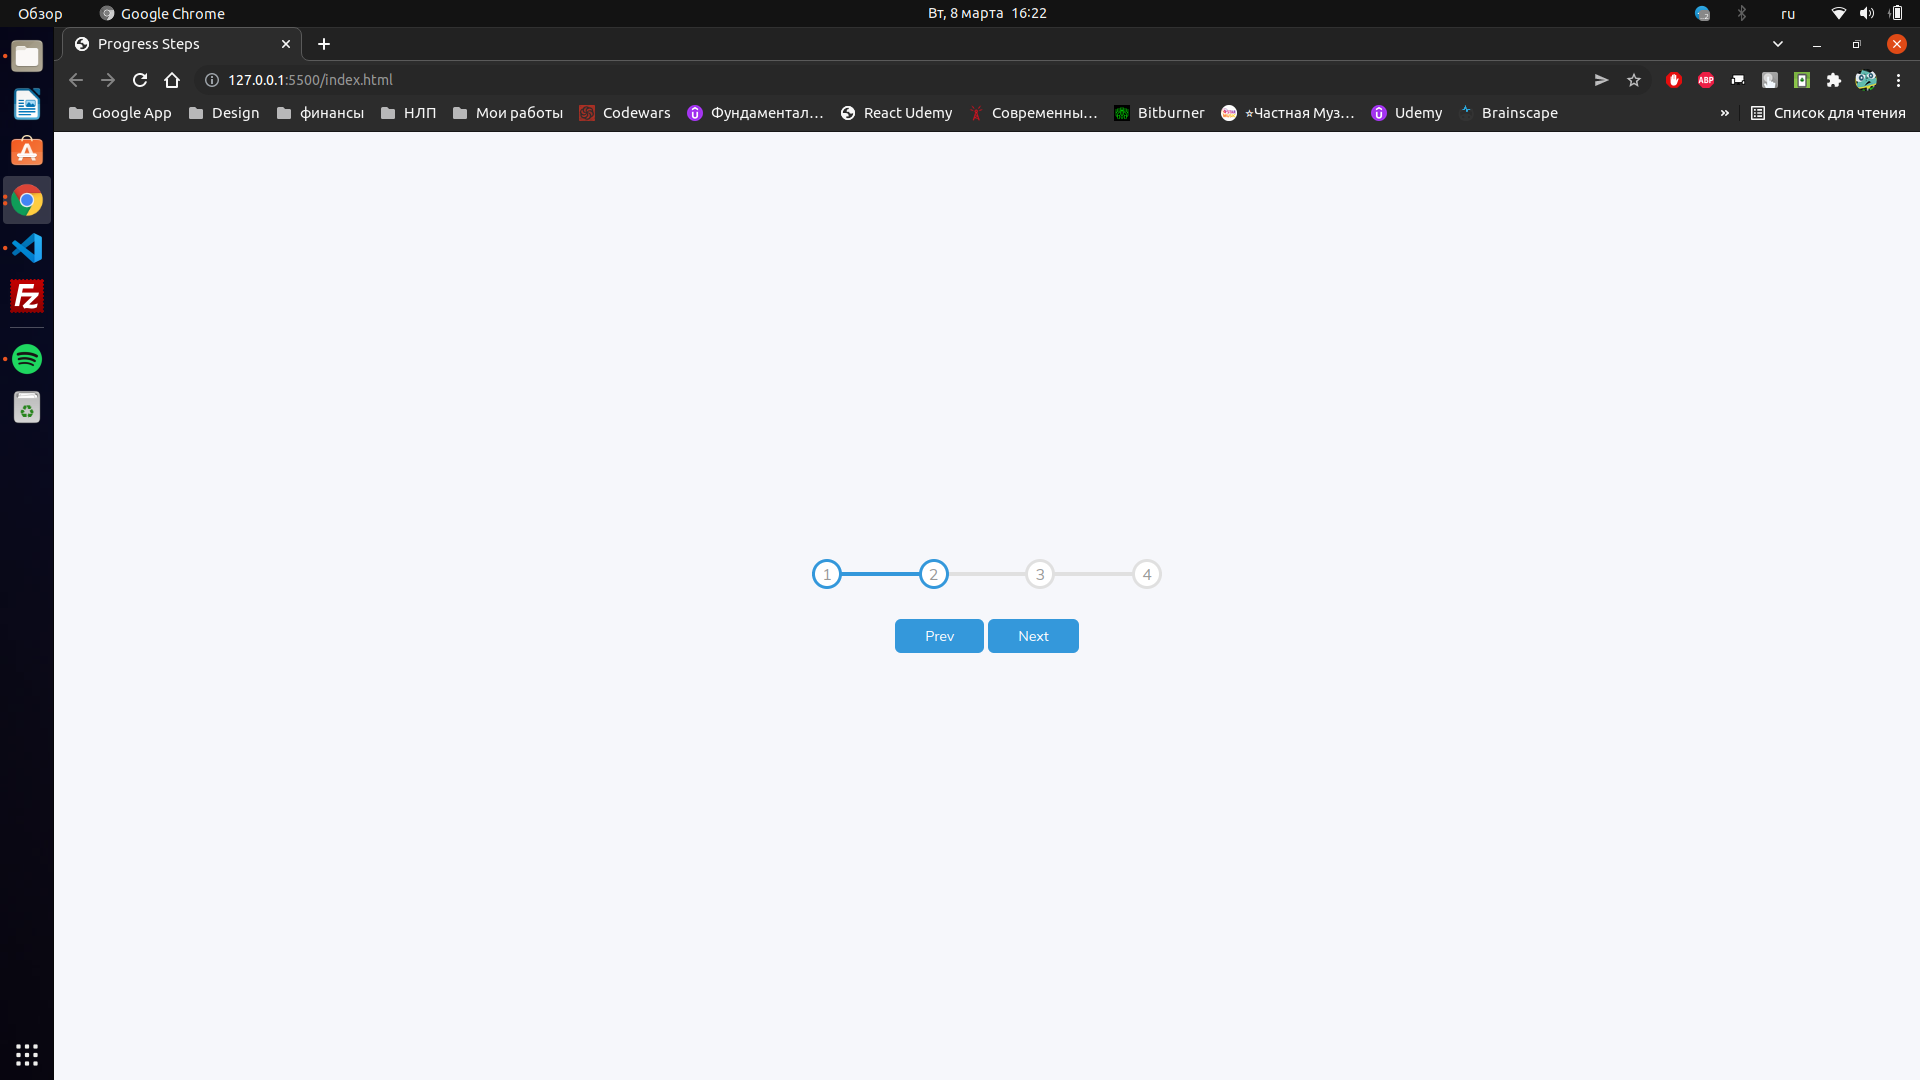 Обзор Google Chrome Вт, 8 марта 16:22 ru
Progress Steps
127.0.0.1:5500/index.html ABP
Google App Design финансы НЛП Мои работы Codewars Фундаментал… React Udemy Современны… Bitburner ⭐Частная Муз… Udemy Brainscape » Список для чтения
1 2 3 4
Prev Next